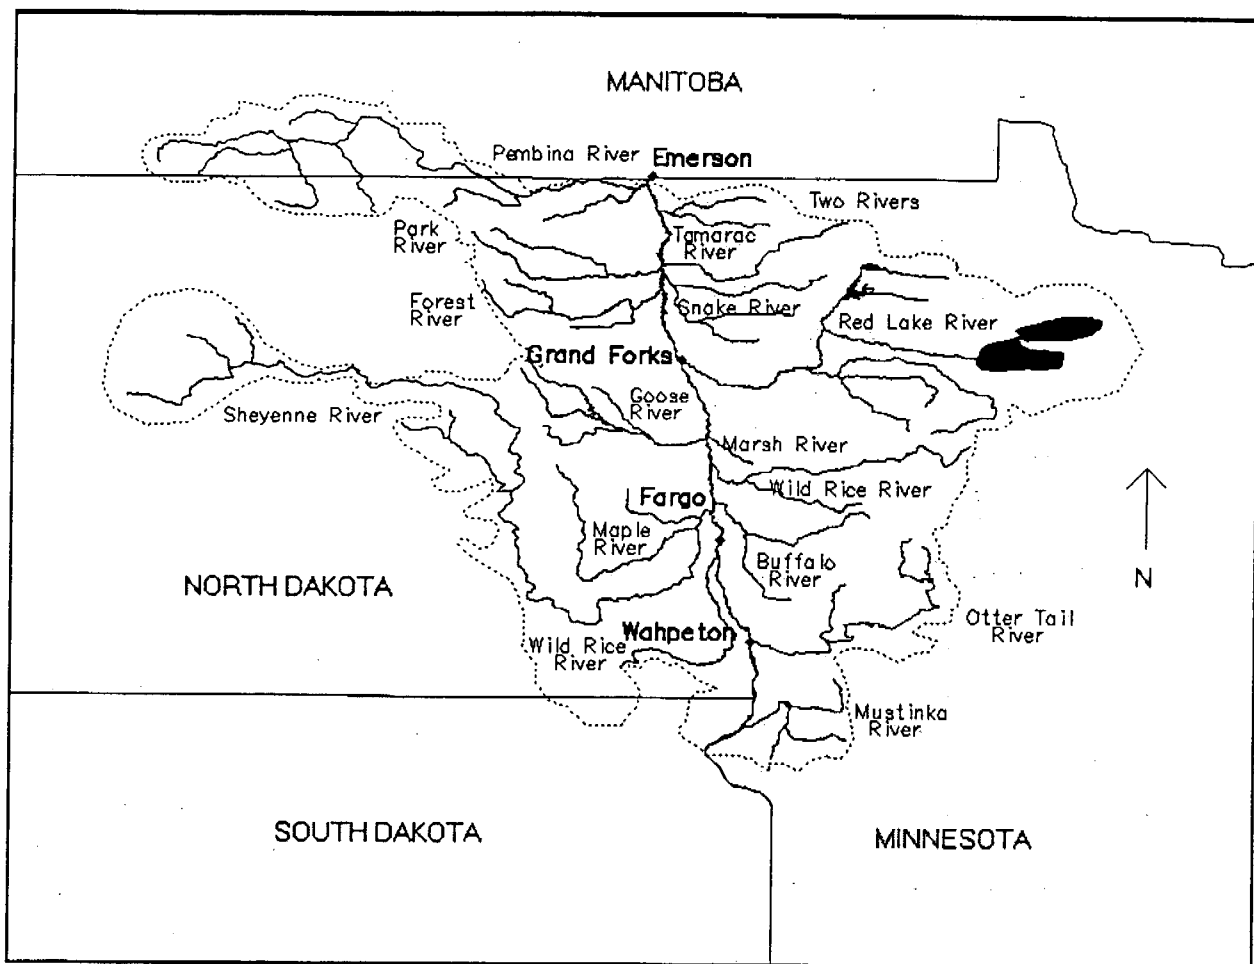 MANITOBA
Pembina River
Emerson
Two Rivers
Park
River
Tamarac
River
Forest
River
Snake River
Red Lake River
Grand Forks
Goose
River
Sheyenne River
Marsh River
Wild Rice River
Fargo
Maple
River
Buffalo
River
NORTH DAKOTA
N
Otter Tail
River
Wahpeton
Wild Rice
River
Mustinka
River
SOUTH DAKOTA
MINNESOTA